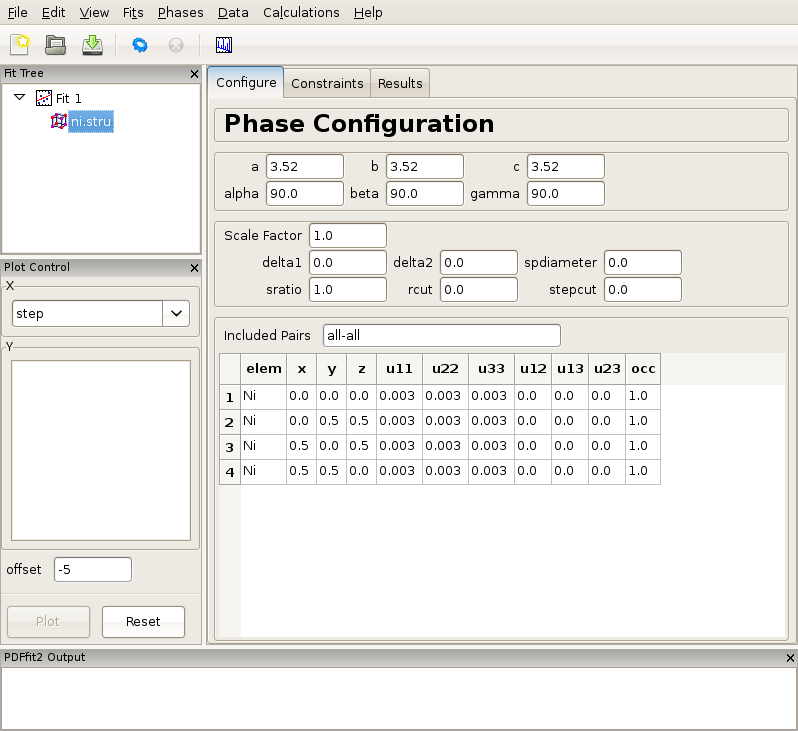 File Edit View Fits Phases Data Calculations Help
Fit Tree
Fit 1
ni.stru
Plot Control
X
step
Y
offset -5
Plot Reset
Configure Constraints Results
Phase Configuration
a 3.52 b 3.52 c 3.52
alpha 90.0 beta 90.0 gamma 90.0
Scale Factor 1.0
delta1 0.0 delta2 0.0 spdiameter 0.0
sratio 1.0 rcut 0.0 stepcut 0.0
Included Pairs all-all
elem x y z u11 u22 u33 u12 u13 u23 occ
1 Ni 0.0 0.0 0.0 0.003 0.003 0.003 0.0 0.0 0.0 1.0
2 Ni 0.0 0.5 0.5 0.003 0.003 0.003 0.0 0.0 0.0 1.0
3 Ni 0.5 0.0 0.5 0.003 0.003 0.003 0.0 0.0 0.0 1.0
4 Ni 0.5 0.5 0.0 0.003 0.003 0.003 0.0 0.0 0.0 1.0
PDFfit2 Output